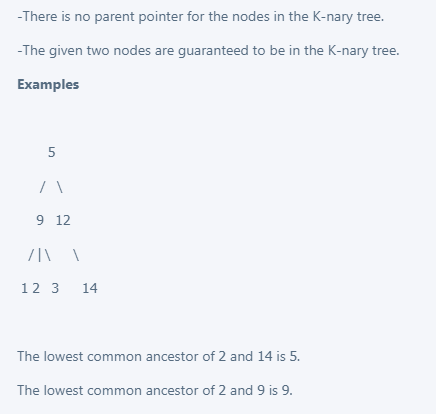 -There is no parent pointer for the nodes in the K-nary tree.
-The given two nodes are guaranteed to be in the K-nary tree.
Examples
5
/ \
9 12
/|\ \
1 2 3 14
The lowest common ancestor of 2 and 14 is 5.
The lowest common ancestor of 2 and 9 is 9.